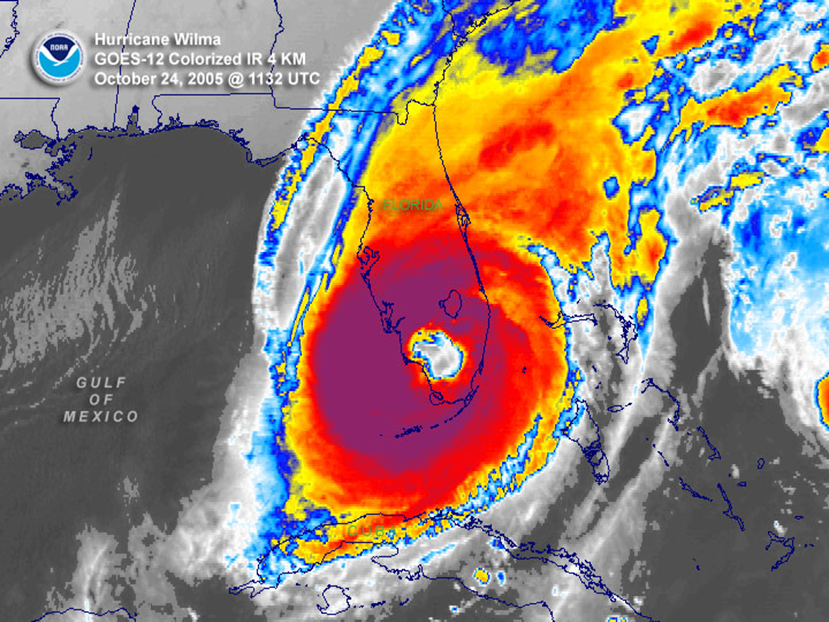 NOAA
Hurricane Wilma
GOES-12 Colorized IR 4 KM
October 24, 2005 @ 1132 UTC
FLORIDA
GULF
OF
MEXICO